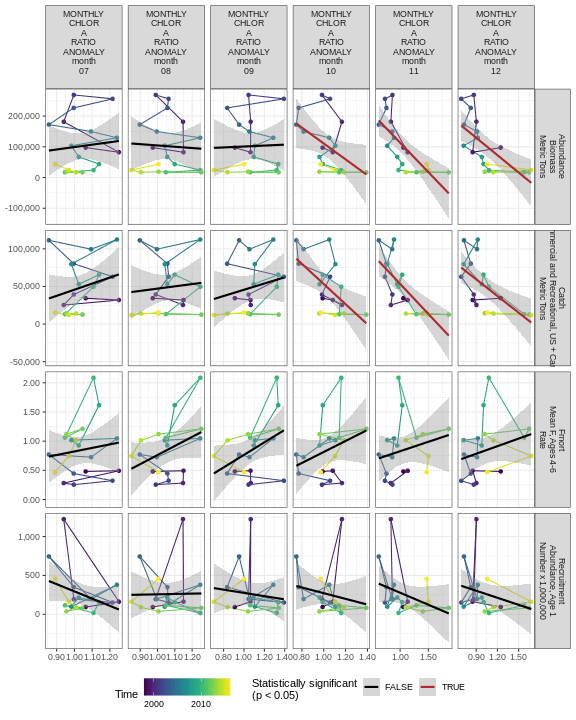 MONTHLY CHLOR A RATIO ANOMALY month 07
MONTHLY CHLOR A RATIO ANOMALY month 08
MONTHLY CHLOR A RATIO ANOMALY month 09
MONTHLY CHLOR A RATIO ANOMALY month 10
MONTHLY CHLOR A RATIO ANOMALY month 11
MONTHLY CHLOR A RATIO ANOMALY month 12
200,000
100,000
0
-100,000
Abundance
Biomass
Metric Tons
100,000
50,000
0
-50,000
Catch
and Recreational, US +
Metric Tons
2.00
1.50
1.00
0.50
0.00
Fmort
Mean F, Ages 4-6
Rate
1,000
500
0
Recruitment
Abundance, Age 1
Number x 1,000,000
0.90 1.00 1.10 1.20
0.90 1.00 1.10 1.20
0.80 1.00 1.20 1.40
0.80 1.00 1.20 1.40
1.00 1.50
0.90 1.20 1.50
Time
2000 2010
Statistically significant
(p < 0.05)
FALSE
TRUE